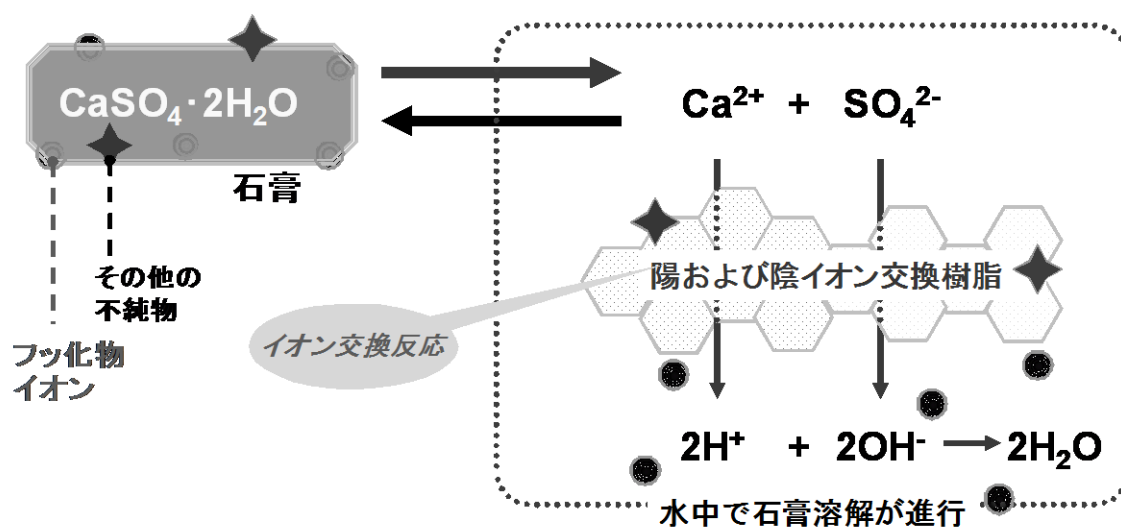 CaSO₄・2H₂O
石膏
その他の
不純物
フッ化物
イオン
Ca²⁺ + SO₄²⁻
陽および陰イオン交換樹脂
イオン交換反応
2H⁺ + 2OH⁻ → 2H₂O
水中で石膏溶解が進行